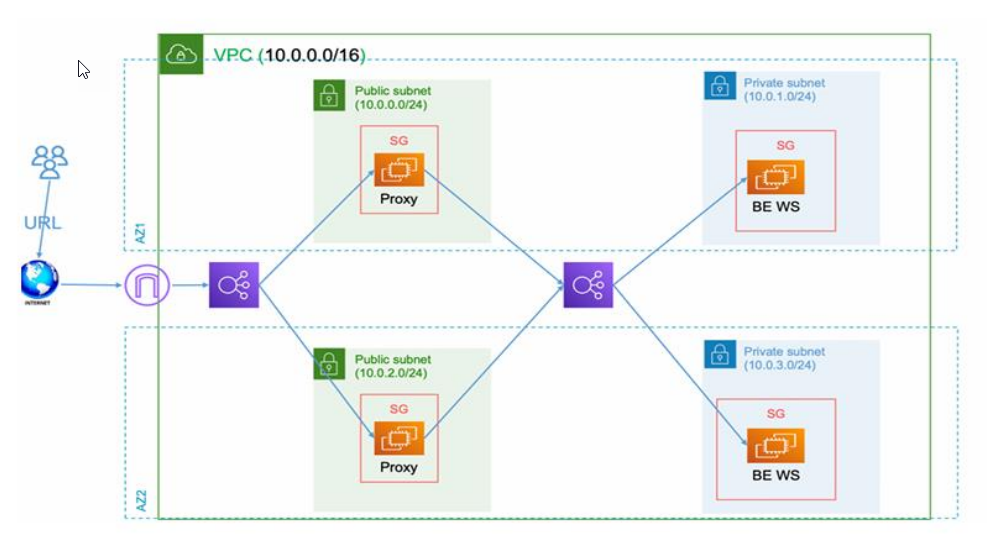 VPC (10.0.0.0/16)
Public subnet
(10.0.0.0/24)
SG
Proxy
Private subnet
(10.0.1.0/24)
SG
BE WS
AZ1
URL
INTERNET
Public subnet
(10.0.2.0/24)
SG
Proxy
Private subnet
(10.0.3.0/24)
SG
BE WS
AZ2